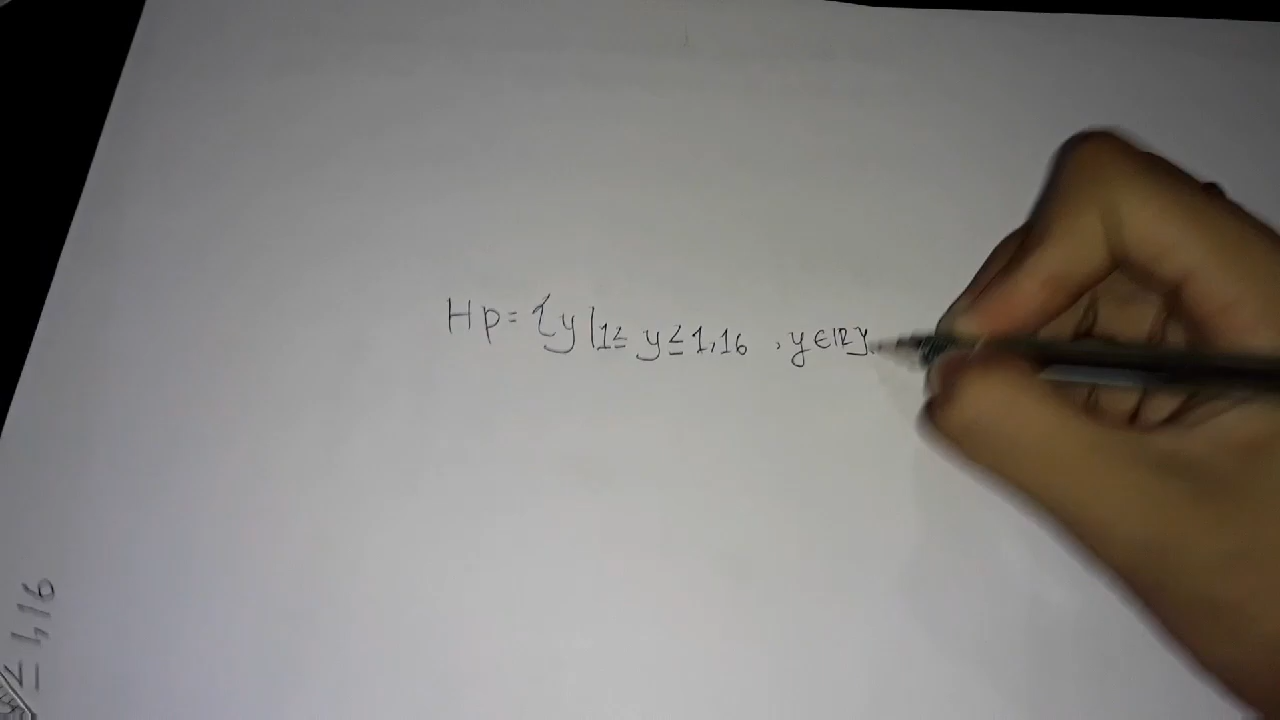 Hp = {y | 1 ≤ y ≤ 1,16 , y ∈ ℝ}
≤ 1,16